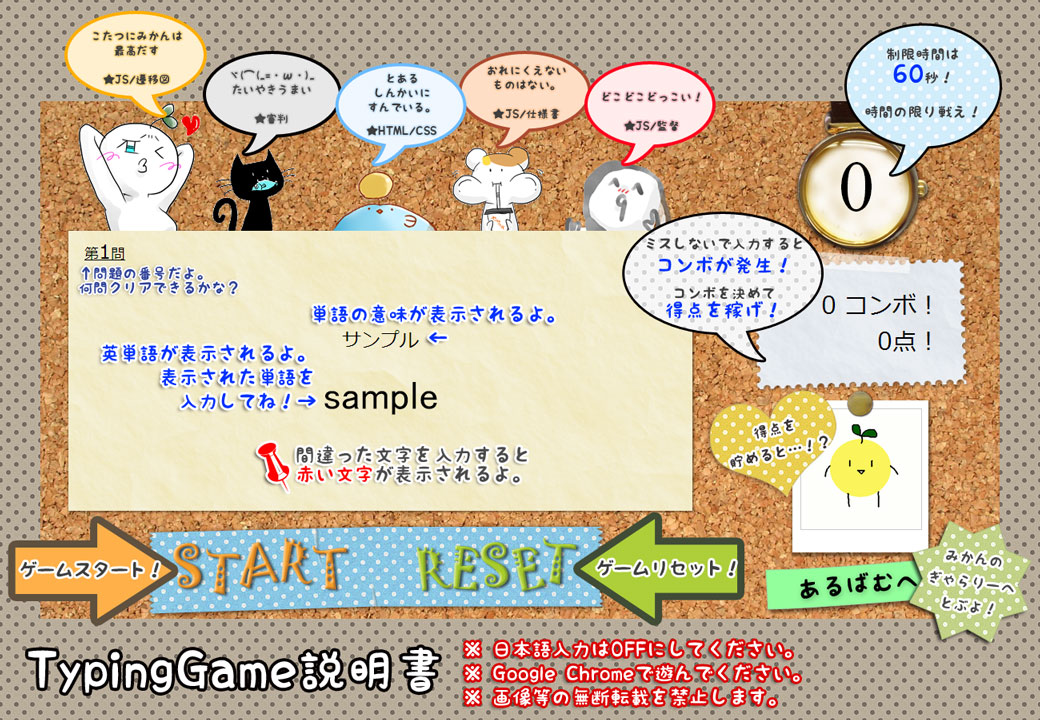 こたつにみかんは
最高だす
★JS/遷移図
ヾ(⌒(_=・ω・)_
たいやきうまい
★審判
とある
しんかいに
すんでいる。
★HTML/CSS
おれにくえない
ものはない。
★JS/仕様書
どこどこどっこい！
★JS/監督
制限時間は
60秒！
時間の限り戦え！
0
第1問
↑問題の番号だよ。
何問クリアできるかな？
単語の意味が表示されるよ。
サンプル ←
英単語が表示されるよ。
表示された単語を
入力してね！→ sample
間違った文字を入力すると
赤い文字が表示されるよ。
ミスしないで入力すると
コンボが発生！
コンボを決めて
得点を稼げ！
0 コンボ！
0点！
得点を
貯めると…！？
ゲームスタート！
START
RESET
ゲームリセット！
あるばむへ
みかんの
ぎゃらりーへ
とぶよ！
TypingGame説明書
※ 日本語入力はOFFにしてください。
※ Google Chromeで遊んでください。
※ 画像等の無断転載を禁止します。